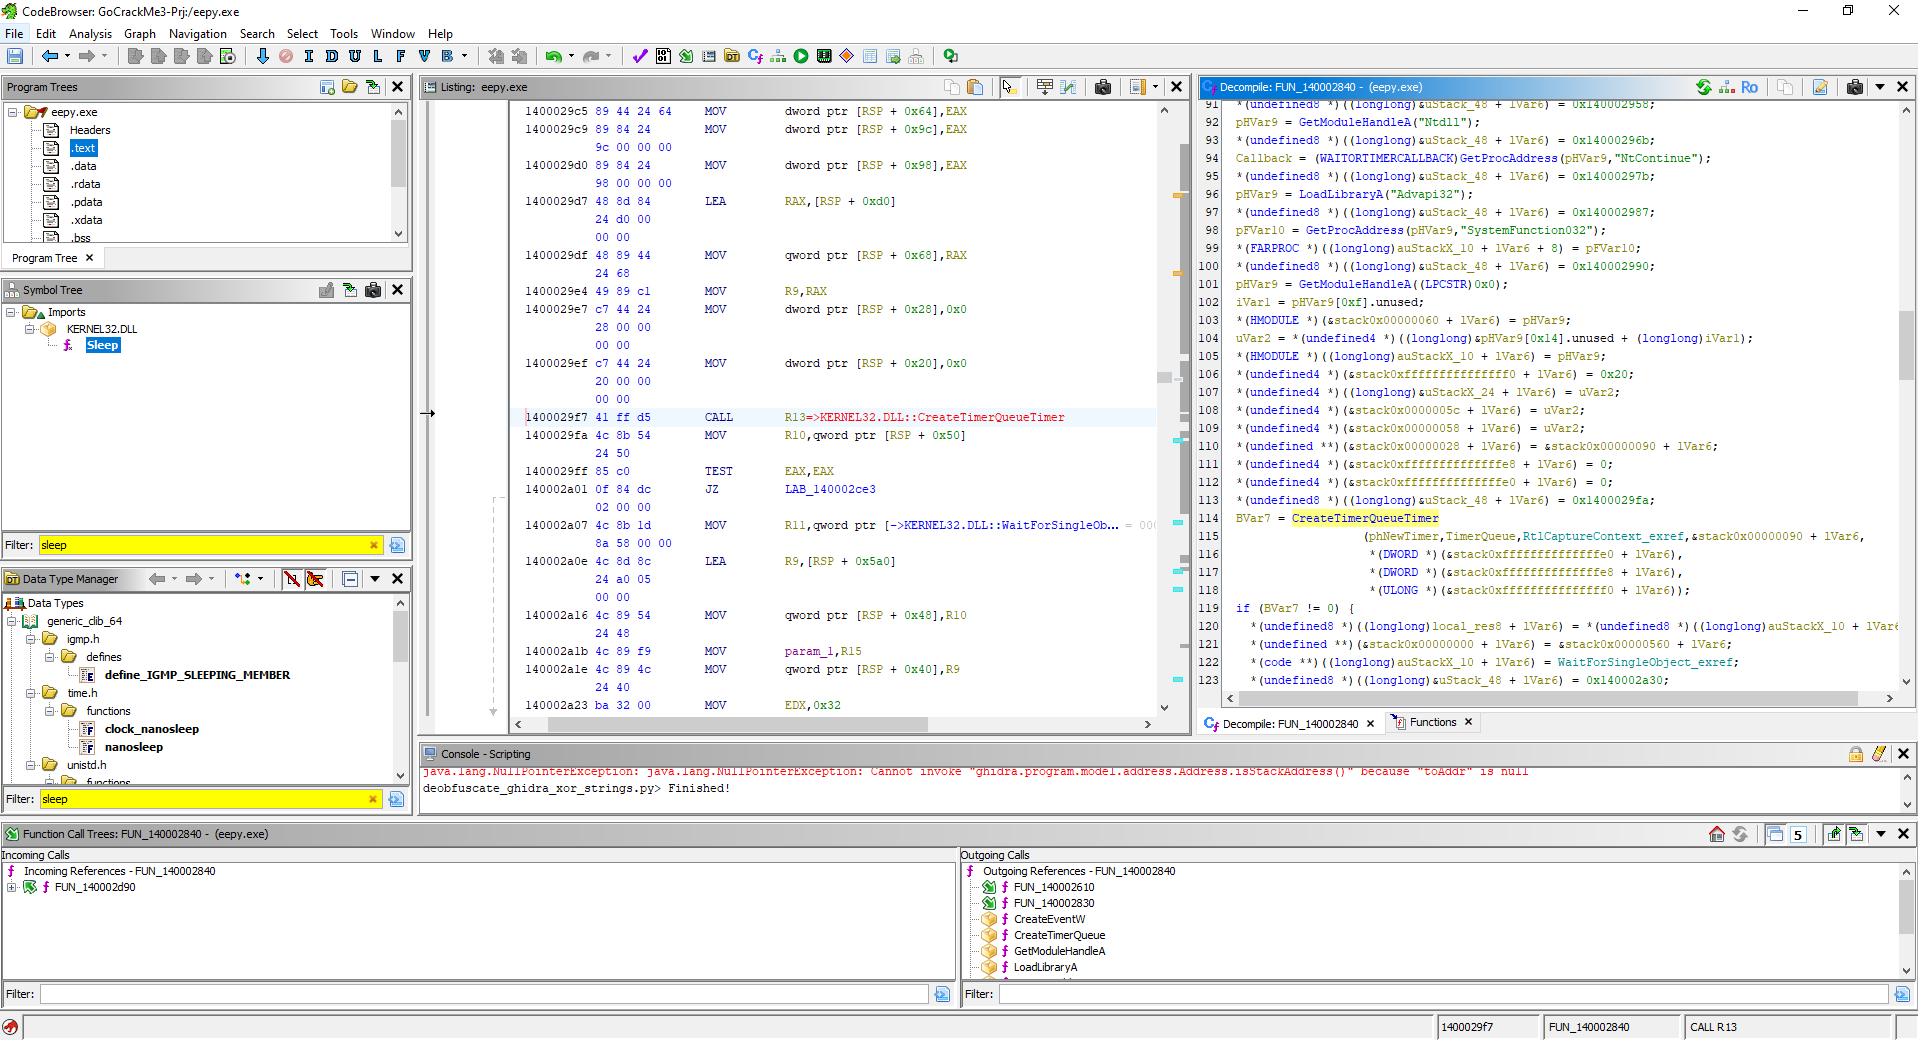 CodeBrowser: GoCrackMe3-Prj:/eepy.exe
File Edit Analysis Graph Navigation Search Select Tools Window Help
I D U L F V B
Program Trees
eepy.exe
Headers
.text
.data
.rdata
.pdata
.xdata
.bss
Program Tree
Symbol Tree
Imports
KERNEL32.DLL
f Sleep
Filter: sleep
Data Type Manager
Data Types
generic_clib_64
igmp.h
defines
define_IGMP_SLEEPING_MEMBER
time.h
functions
clock_nanosleep
nanosleep
unistd.h
functions
Filter: sleep
Listing: eepy.exe
1400029c5 89 44 24 64 MOV dword ptr [RSP + 0x64],EAX
1400029c9 89 84 24 MOV dword ptr [RSP + 0x9c],EAX
9c 00 00 00
1400029d0 89 84 24 MOV dword ptr [RSP + 0x98],EAX
98 00 00 00
1400029d7 48 8d 84 LEA RAX,[RSP + 0xd0]
24 d0 00
00 00
1400029df 48 89 44 MOV qword ptr [RSP + 0x68],RAX
24 68
1400029e4 49 89 c1 MOV R9,RAX
1400029e7 c7 44 24 MOV dword ptr [RSP + 0x28],0x0
28 00 00
00 00
1400029ef c7 44 24 MOV dword ptr [RSP + 0x20],0x0
20 00 00
00 00
1400029f7 41 ff d5 CALL R13=>KERNEL32.DLL::CreateTimerQueueTimer
1400029fa 4c 8b 54 MOV R10,qword ptr [RSP + 0x50]
24 50
1400029ff 85 c0 TEST EAX,EAX
140002a01 0f 84 dc JZ LAB_140002ce3
02 00 00
140002a07 4c 8b 1d MOV R11,qword ptr [->KERNEL32.DLL::WaitForSingleOb... = 000
8a 58 00 00
140002a0e 4c 8d 8c LEA R9,[RSP + 0x5a0]
24 a0 05
00 00
140002a16 4c 89 54 MOV qword ptr [RSP + 0x48],R10
24 48
140002a1b 4c 89 f9 MOV param_1,R15
140002a1e 4c 89 4c MOV qword ptr [RSP + 0x40],R9
24 40
140002a23 ba 32 00 MOV EDX,0x32
Decompile: FUN_140002840 - (eepy.exe)
91 *(undefined8 *)((longlong)&uStack_48 + lVar6) = 0x140002958;
92 pHVar9 = GetModuleHandleA("Ntdll");
93 *(undefined8 *)((longlong)&uStack_48 + lVar6) = 0x14000296b;
94 Callback = (WAITORTIMERCALLBACK)GetProcAddress(pHVar9,"NtContinue");
95 *(undefined8 *)((longlong)&uStack_48 + lVar6) = 0x14000297b;
96 pHVar9 = LoadLibraryA("Advapi32");
97 *(undefined8 *)((longlong)&uStack_48 + lVar6) = 0x140002987;
98 pFVar10 = GetProcAddress(pHVar9,"SystemFunction032");
99 *(FARPROC *)((longlong)auStackX_10 + lVar6 + 8) = pFVar10;
100 *(undefined8 *)((longlong)&uStack_48 + lVar6) = 0x140002990;
101 pHVar9 = GetModuleHandleA((LPCSTR)0x0);
102 iVar1 = pHVar9[0xf].unused;
103 *(HMODULE *)(&stack0x00000060 + lVar6) = pHVar9;
104 uVar2 = *(undefined4 *)((longlong)&pHVar9[0x14].unused + (longlong)iVar1);
105 *(HMODULE *)((longlong)auStackX_10 + lVar6) = pHVar9;
106 *(undefined4 *)(&stack0xfffffffffffffff0 + lVar6) = 0x20;
107 *(undefined4 *)((longlong)&uStackX_24 + lVar6) = uVar2;
108 *(undefined4 *)(&stack0x0000005c + lVar6) = uVar2;
109 *(undefined4 *)(&stack0x00000058 + lVar6) = uVar2;
110 *(undefined **)(&stack0x00000028 + lVar6) = &stack0x00000090 + lVar6;
111 *(undefined4 *)(&stack0xffffffffffffffe8 + lVar6) = 0;
112 *(undefined4 *)(&stack0xffffffffffffffe0 + lVar6) = 0;
113 *(undefined8 *)((longlong)&uStack_48 + lVar6) = 0x1400029fa;
114 BVar7 = CreateTimerQueueTimer
115 (phNewTimer,TimerQueue,RtlCaptureContext_exref,&stack0x00000090 + lVar6,
116 *(DWORD *)(&stack0xffffffffffffffe0 + lVar6),
117 *(DWORD *)(&stack0xffffffffffffffe8 + lVar6),
118 *(ULONG *)(&stack0xfffffffffffffff0 + lVar6));
119 if (BVar7 != 0) {
120 *(undefined8 *)((longlong)local_res8 + lVar6) = *(undefined8 *)((longlong)auStackX_10 + lVar6
121 *(undefined **)(&stack0x00000000 + lVar6) = &stack0x00000560 + lVar6;
122 *(code **)((longlong)auStackX_10 + lVar6) = WaitForSingleObject_exref;
123 *(undefined8 *)((longlong)&uStack_48 + lVar6) = 0x140002a30;
Decompile: FUN_140002840 Functions
Console - Scripting
java.lang.NullPointerException: java.lang.NullPointerException: Cannot invoke "ghidra.program.model.address.Address.isStackAddress()" because "toAddr" is null
deobfuscate_ghidra_xor_strings.py> Finished!
Function Call Trees: FUN_140002840 - (eepy.exe)
5
Incoming Calls
f Incoming References - FUN_140002840
f FUN_140002d90
Filter:
Outgoing Calls
f Outgoing References - FUN_140002840
f FUN_140002610
f FUN_140002830
f CreateEventW
f CreateTimerQueue
f GetModuleHandleA
f LoadLibraryA
Filter:
1400029f7 FUN_140002840 CALL R13